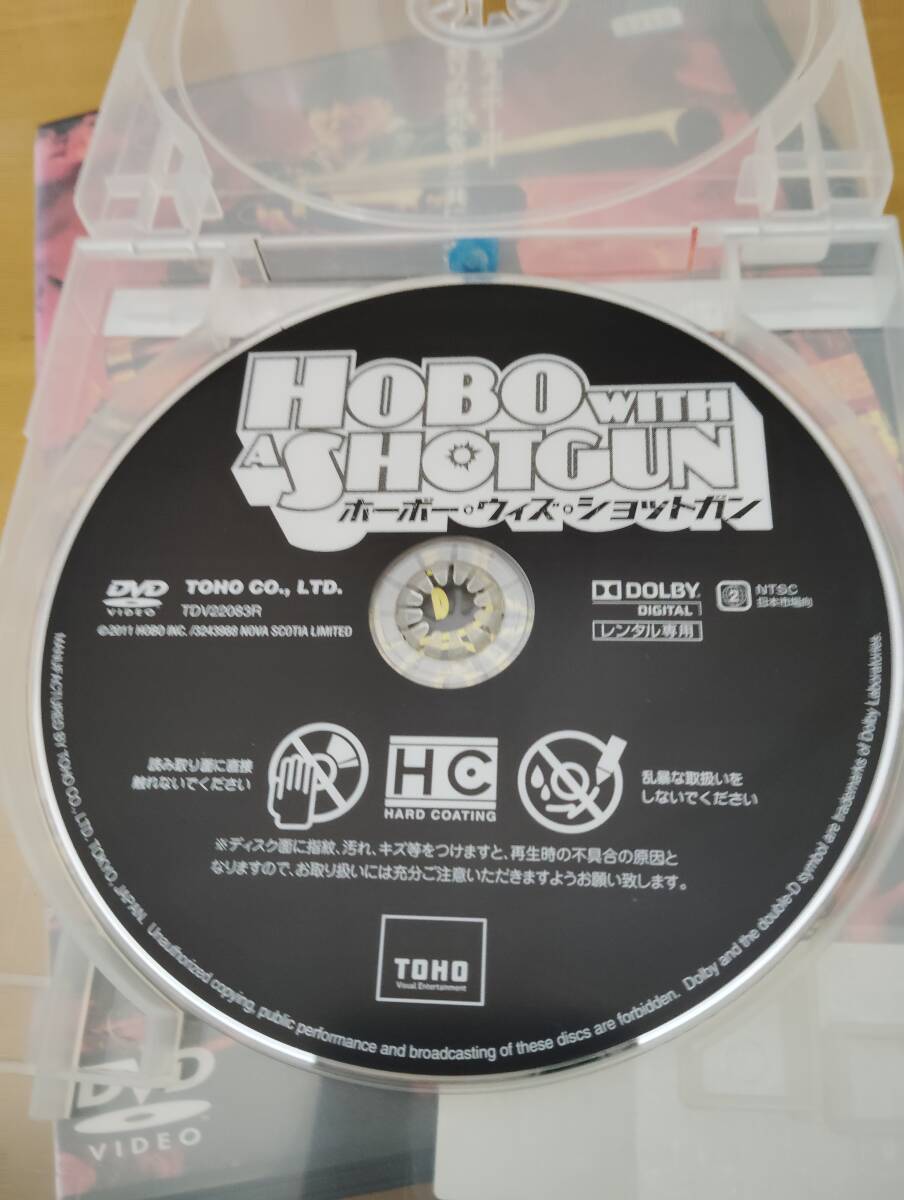 HOBO WITH
A SHOTGUN
ホーボー・ウィズ・ショットガン
DVD
VIDEO
TOHO CO., LTD.
TDV22083R
©2011 HOBO INC. /3243988 NOVA SCOTIA LIMITED
DOLBY
DIGITAL
レンタル専用
2
NTSC
日本市場向
読み取り面に直接
触れないでください
HC
HARD COATING
乱暴な取扱いを
しないでください
※ディスク面に指紋、汚れ、キズ等をつけますと、再生時の不具合の原因と
なりますので、お取り扱いには充分ご注意いただきますようお願い致します。
TOHO
Visual Entertainment
MANUFACTURED BY TOHO CO., LTD. TOKYO, JAPAN. Unauthorized copying, public performance and broadcasting of these discs are forbidden. Dolby and the double-D symbol are trademarks of Dolby Laboratories.
DVD
VIDEO